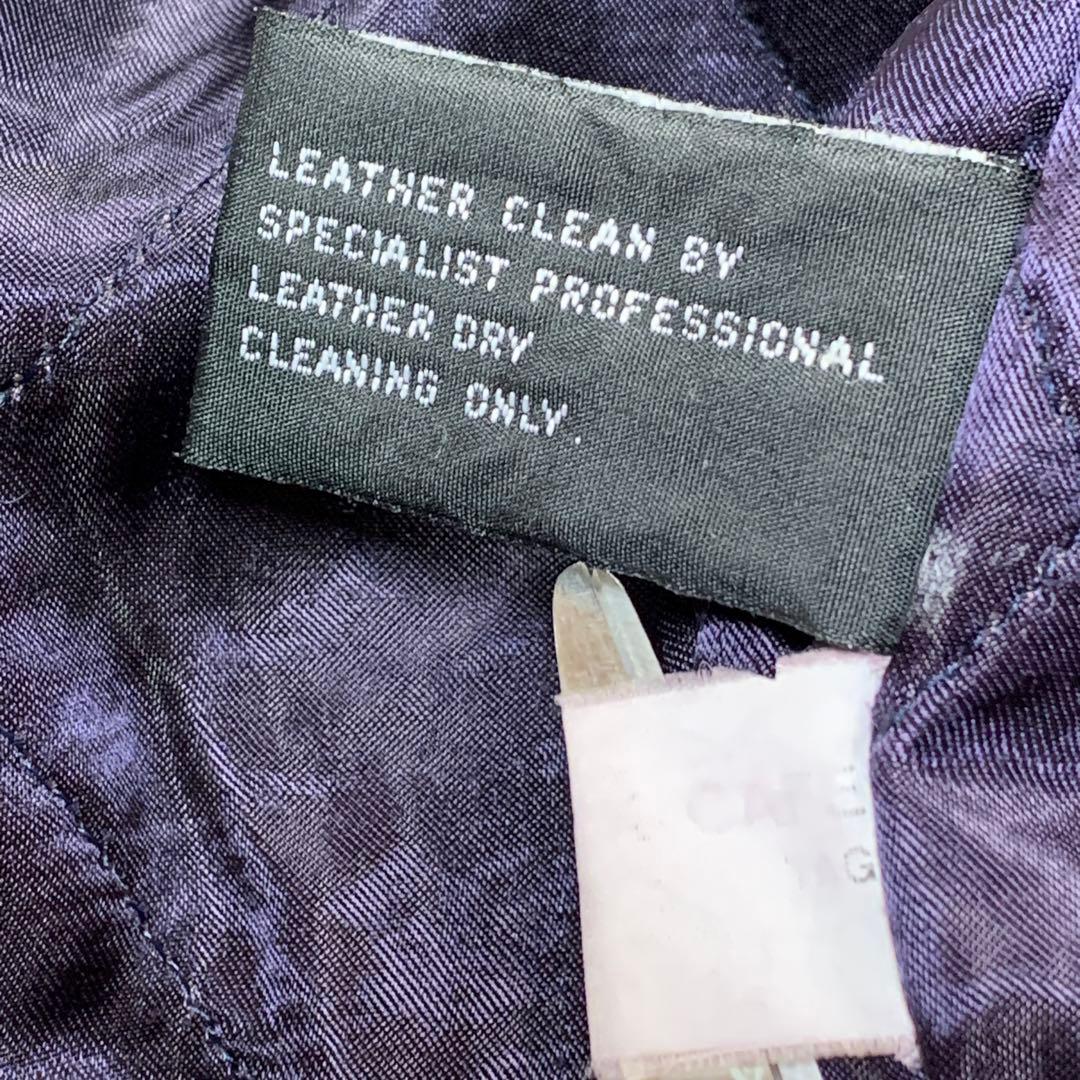 LEATHER CLEAN BY
SPECIALIST PROFESSIONAL
LEATHER DRY
CLEANING ONLY.
G